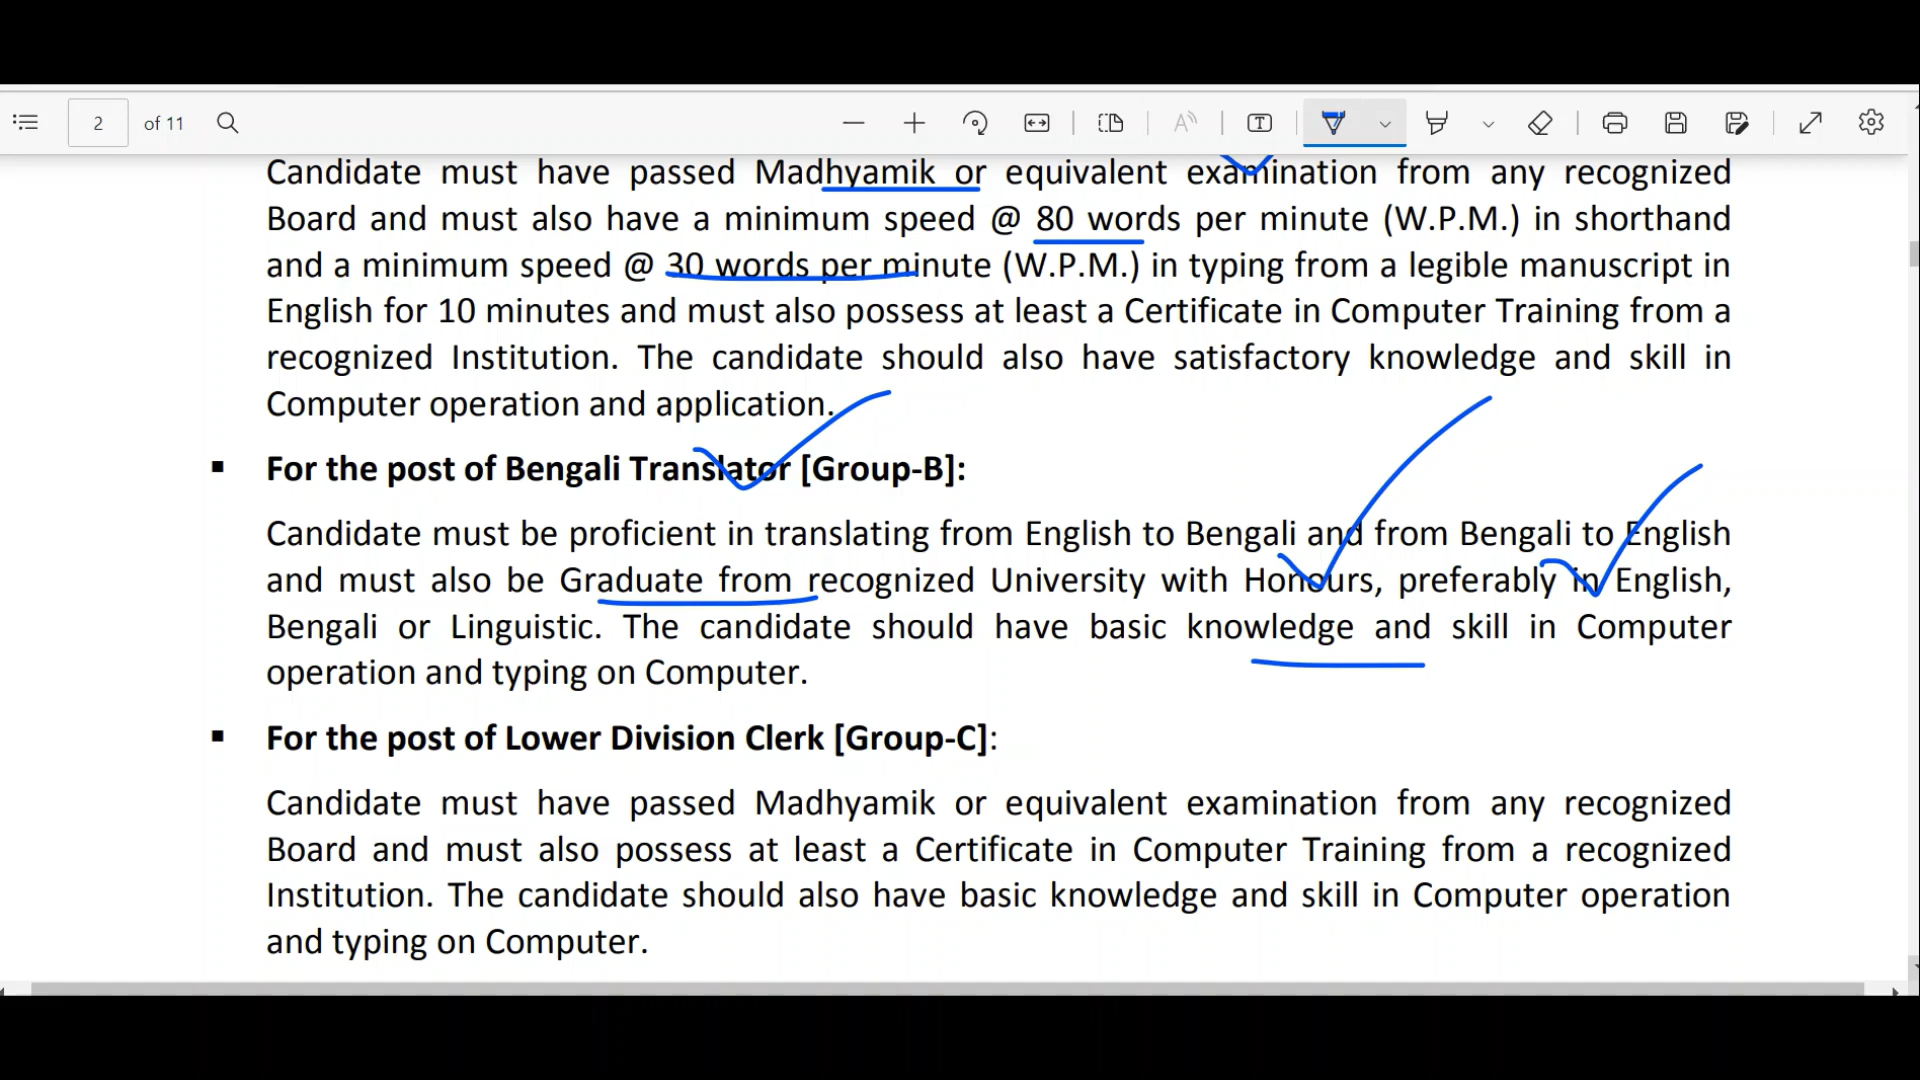 2 of 11
Candidate must have passed Madhyamik or equivalent examination from any recognized
Board and must also have a minimum speed @ 80 words per minute (W.P.M.) in shorthand
and a minimum speed @ 30 words per minute (W.P.M.) in typing from a legible manuscript in
English for 10 minutes and must also possess at least a Certificate in Computer Training from a
recognized Institution. The candidate should also have satisfactory knowledge and skill in
Computer operation and application.
▪ For the post of Bengali Translator [Group-B]:
Candidate must be proficient in translating from English to Bengali and from Bengali to English
and must also be Graduate from recognized University with Honours, preferably in English,
Bengali or Linguistic. The candidate should have basic knowledge and skill in Computer
operation and typing on Computer.
▪ For the post of Lower Division Clerk [Group-C]:
Candidate must have passed Madhyamik or equivalent examination from any recognized
Board and must also possess at least a Certificate in Computer Training from a recognized
Institution. The candidate should also have basic knowledge and skill in Computer operation
and typing on Computer.